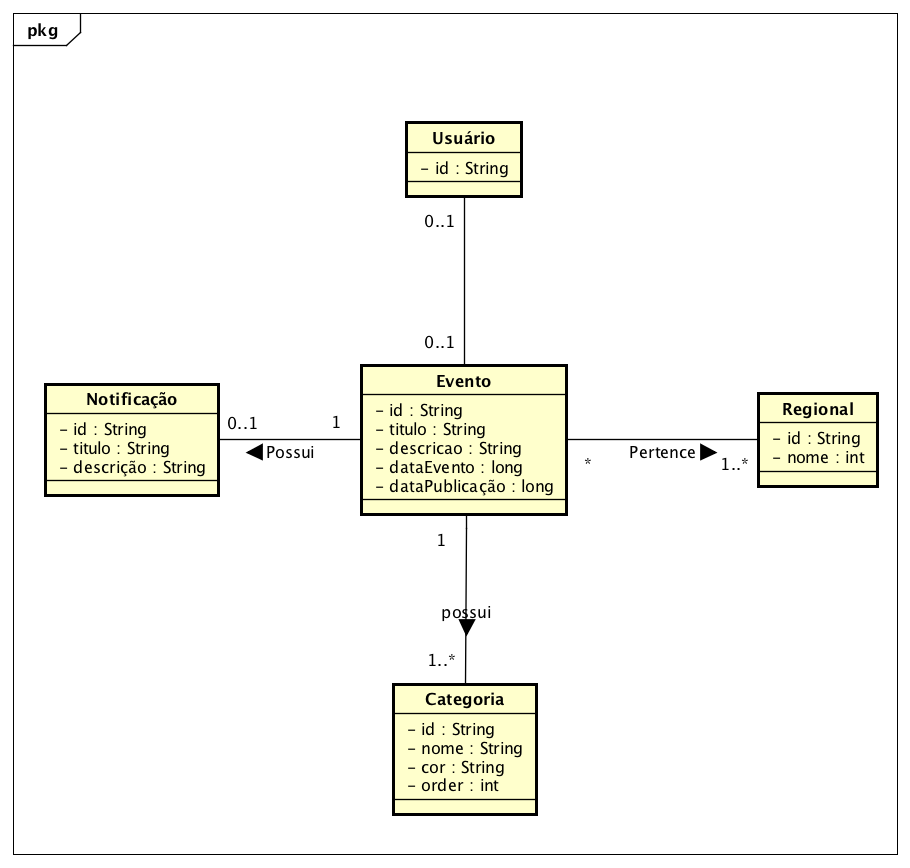 pkg
Usuário
- id : String
0..1
0..1
Notificação
- id : String
- titulo : String
- descrição : String
0..1
1
Possui
Evento
- id : String
- titulo : String
- descricao : String
- dataEvento : long
- dataPublicação : long
*
Pertence
1..*
Regional
- id : String
- nome : int
1
possui
1..*
Categoria
- id : String
- nome : String
- cor : String
- order : int